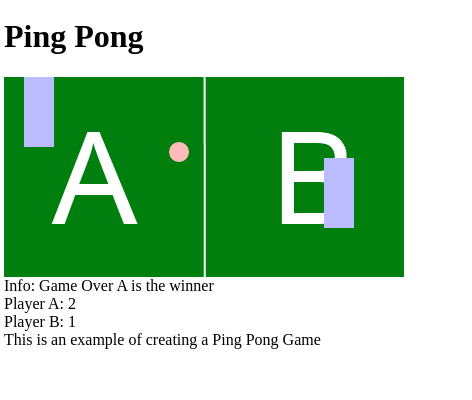 Ping Pong
A
B
Info: Game Over A is the winner
Player A: 2
Player B: 1
This is an example of creating a Ping Pong Game